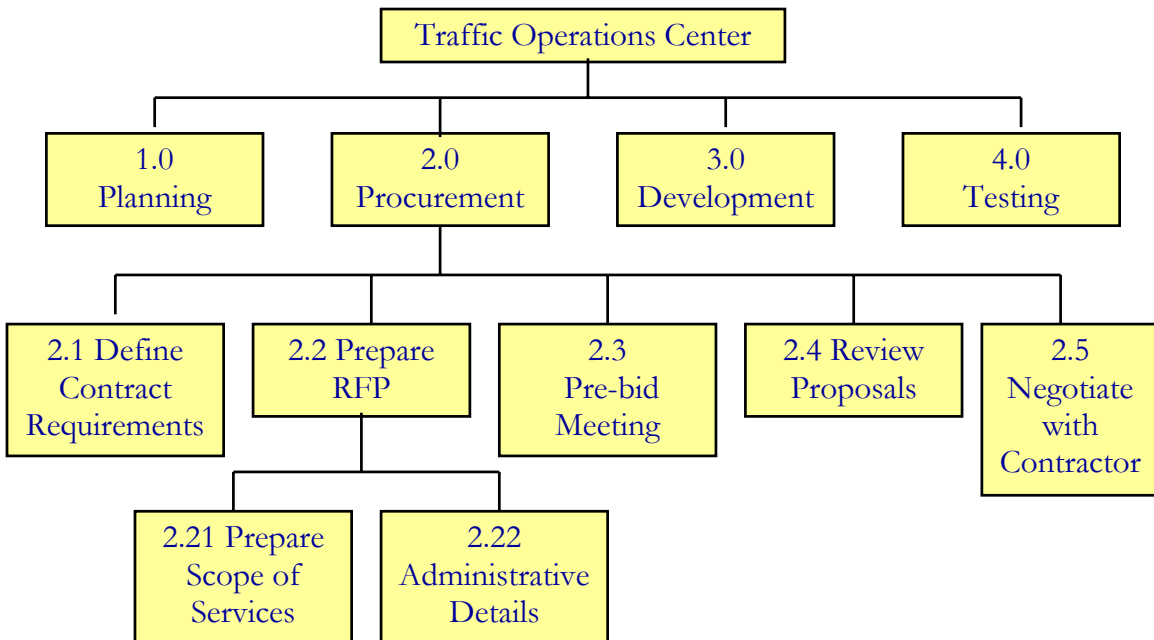 Traffic Operations Center
1.0
Planning
2.0
Procurement
3.0
Development
4.0
Testing
2.1 Define
Contract
Requirements
2.2 Prepare
RFP
2.3
Pre-bid
Meeting
2.4 Review
Proposals
2.5
Negotiate
with
Contractor
2.21 Prepare
Scope of
Services
2.22
Administrative
Details